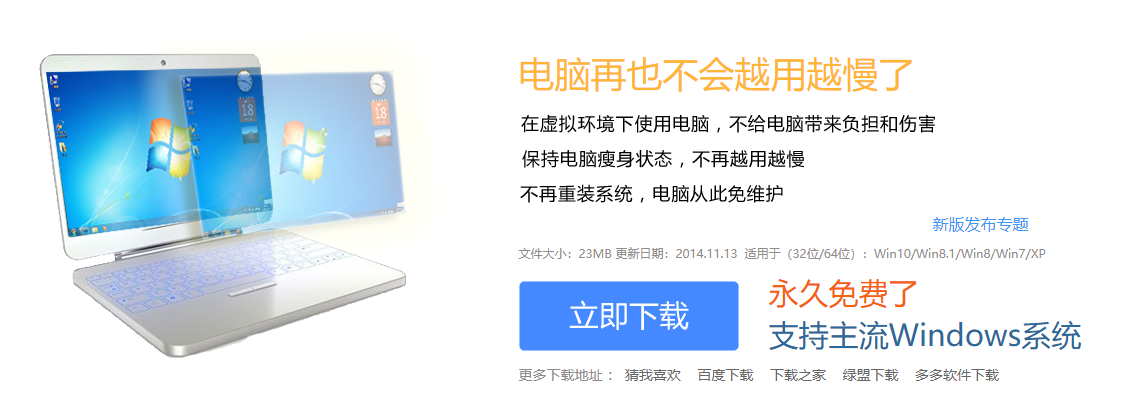 电脑再也不会越用越慢了
在虚拟环境下使用电脑，不给电脑带来负担和伤害
保持电脑瘦身状态，不再越用越慢
不再重装系统，电脑从此免维护
新版发布专题
文件大小：23MB 更新日期：2014.11.13 适用于（32位/64位）：Win10/Win8.1/Win8/Win7/XP
立即下载
永久免费了
支持主流Windows系统
更多下载地址： 猜我喜欢 百度下载 下载之家 绿盟下载 多多软件下载
18
18